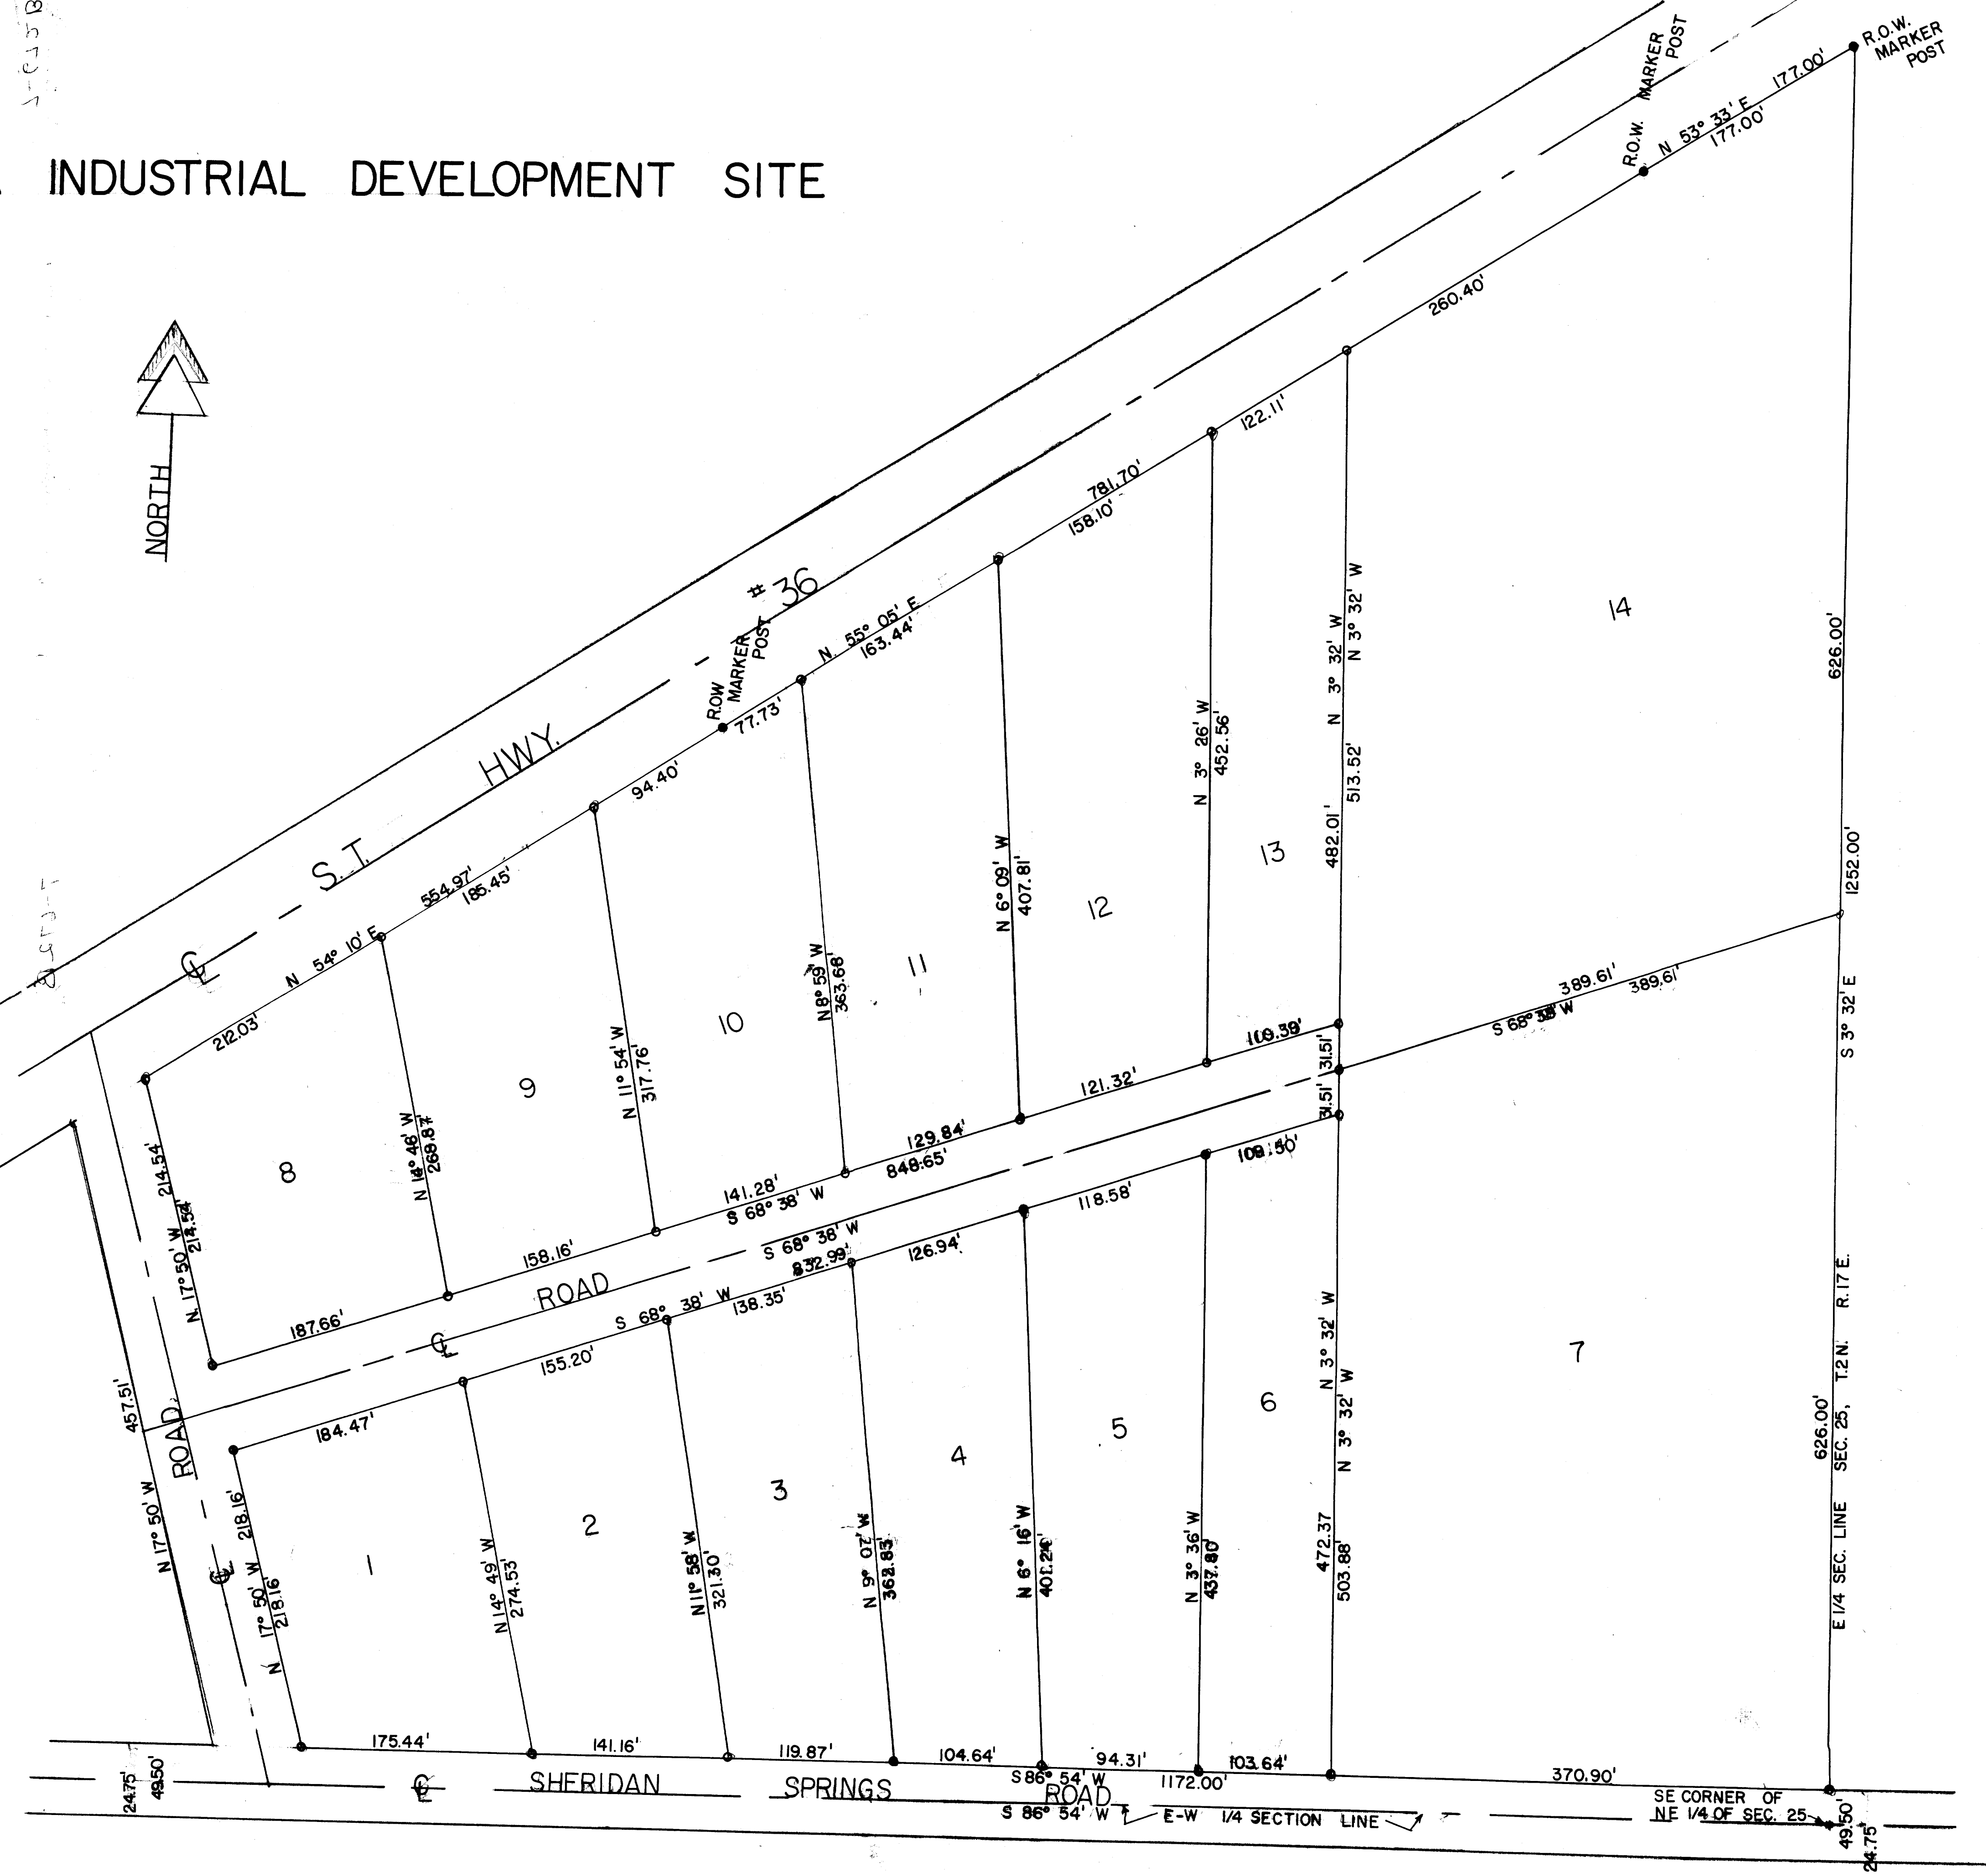 INDUSTRIAL DEVELOPMENT SITE
NORTH
R.O.W. MARKER POST
R.O.W. MARKER POST
N 53° 33' E 177.00'
177.00'
260.40'
122.11'
781.70'
158.10'
N. 55° 05' E
163.44'
77.73'
R.O.W MARKER POST
# 36
HWY.
S.T.
94.40'
554.97'
185.45'
N 54° 10' E
212.03'
8
9
10
11
12
13
14
214.54'
N. 17° 50' W
N 14° 46' W
N 11° 54' W
317.76'
N 8° 59' W
363.68'
N 6° 09' W
407.81'
N 3° 26' W
452.56'
N 3° 32' W
N 3° 32' W
513.52'
482.01'
31.51'
31.51'
626.00'
1252.00'
S 3° 32' E
389.61'
389.61'
187.66'
158.16'
141.28'
S 68° 38' W
129.84'
848.65'
121.32'
ROAD
S 68° 38' W
S 68° 38' W
184.47'
155.20'
138.35'
126.94'
118.58'
457.51'
N 17° 50' W
ROAD
218.16'
N 17° 50' W
218.16'
1
2
3
4
5
6
7
N 14° 49' W
274.53'
N 11° 58' W
321.30'
N 6° 16' W
N 3° 36' W
N 3° 32' W
N 3° 32' W
472.37
503.88'
626.00'
E 1/4 SEC. LINE SEC. 25, T.2N. R.17E.
175.44'
141.16'
119.87'
104.64'
94.31'
103.64'
370.90'
S 86° 54' W
1172.00'
SHERIDAN SPRINGS ROAD
S 86° 54' W
E-W 1/4 SECTION LINE
SE CORNER OF
NE 1/4 OF SEC. 25
24.75'
49.50'
49.50'
24.75'